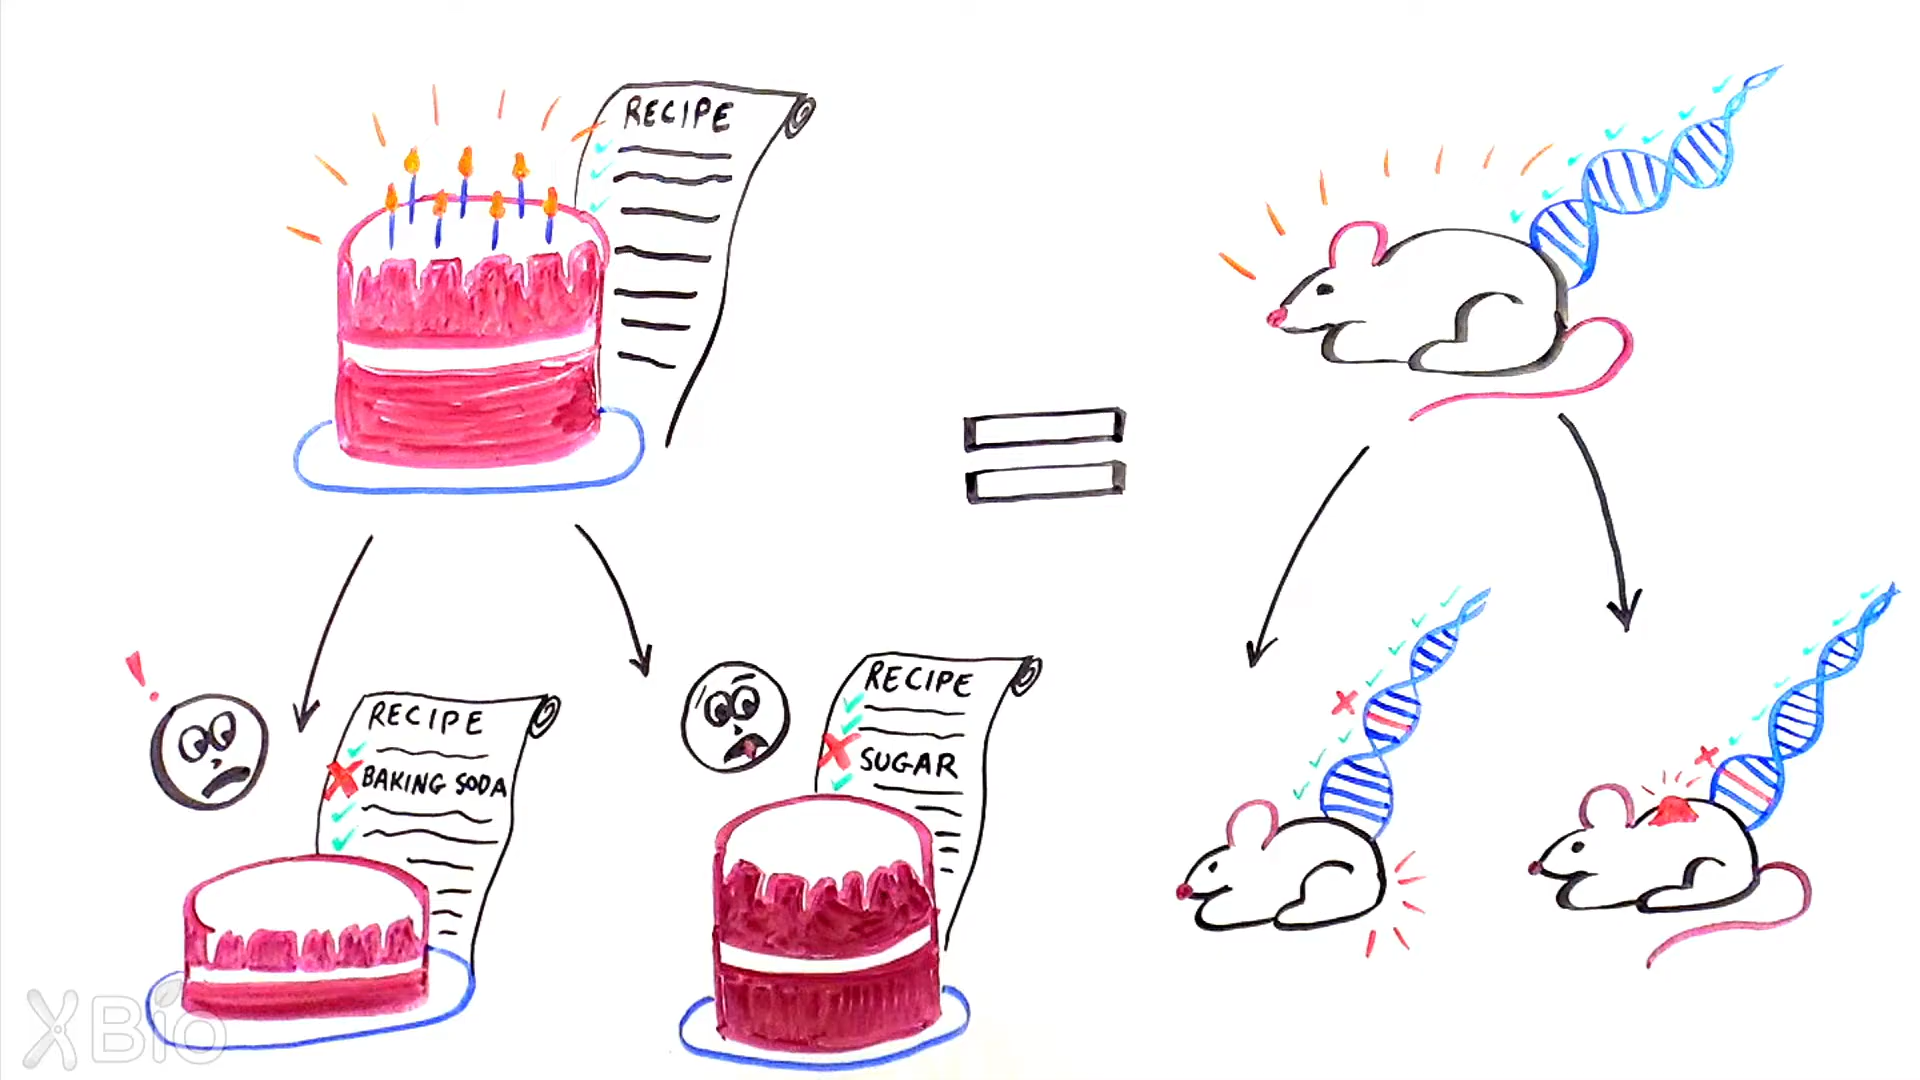 RECIPE
RECIPE
BAKING SODA
RECIPE
SUGAR
XBio